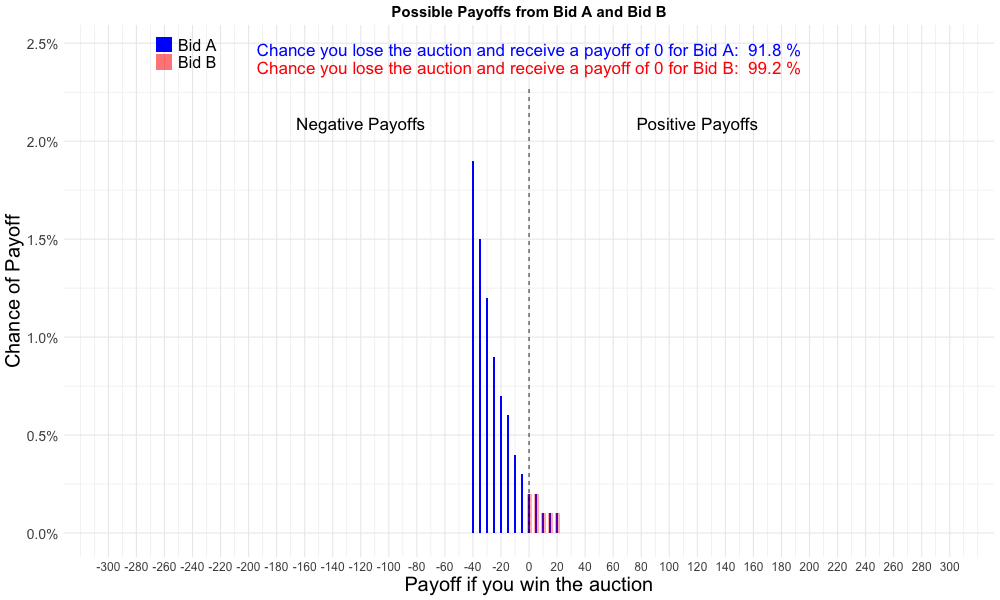 Possible Payoffs from Bid A and Bid B
Bid A
Bid B
Chance you lose the auction and receive a payoff of 0 for Bid A:  91.8 %
Chance you lose the auction and receive a payoff of 0 for Bid B:  99.2 %
Negative Payoffs
Positive Payoffs
Chance of Payoff
2.5%
2.0%
1.5%
1.0%
0.5%
0.0%
-300 -280 -260 -240 -220 -200 -180 -160 -140 -120 -100 -80 -60 -40 -20 0 20 40 60 80 100 120 140 160 180 200 220 240 260 280 300
Payoff if you win the auction